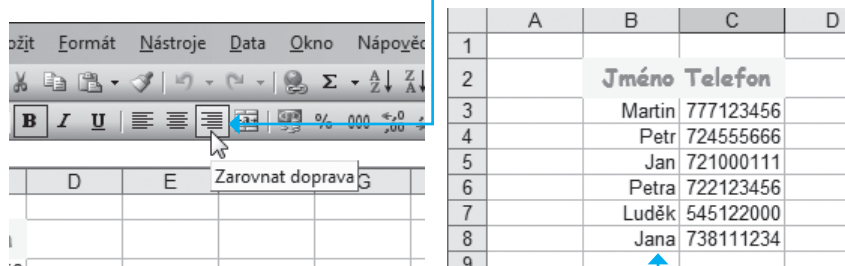 ožit Formát Nástroje Data Okno Nápověd
B I U % 000
Zarovnat doprava
D E G
A B C D
1
2 Jméno Telefon
3 Martin 777123456
4 Petr 724555666
5 Jan 721000111
6 Petra 722123456
7 Luděk 545122000
8 Jana 738111234
9